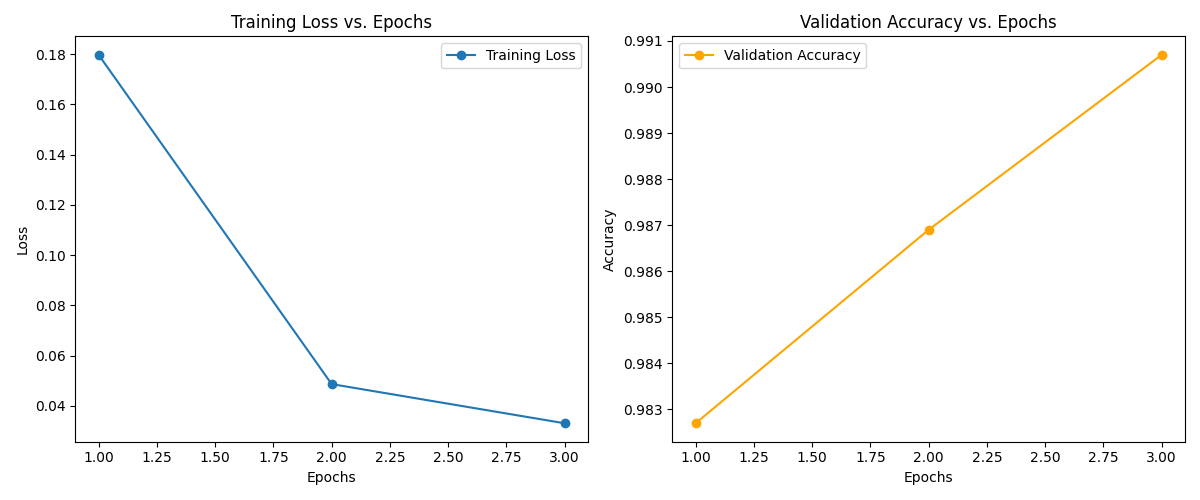 Training Loss vs. Epochs
Training Loss
0.18
0.16
0.14
0.12
0.10
0.08
0.06
0.04
Loss
1.00 1.25 1.50 1.75 2.00 2.25 2.50 2.75 3.00
Epochs
Validation Accuracy vs. Epochs
Validation Accuracy
0.991
0.990
0.989
0.988
0.987
0.986
0.985
0.984
0.983
Accuracy
1.00 1.25 1.50 1.75 2.00 2.25 2.50 2.75 3.00
Epochs